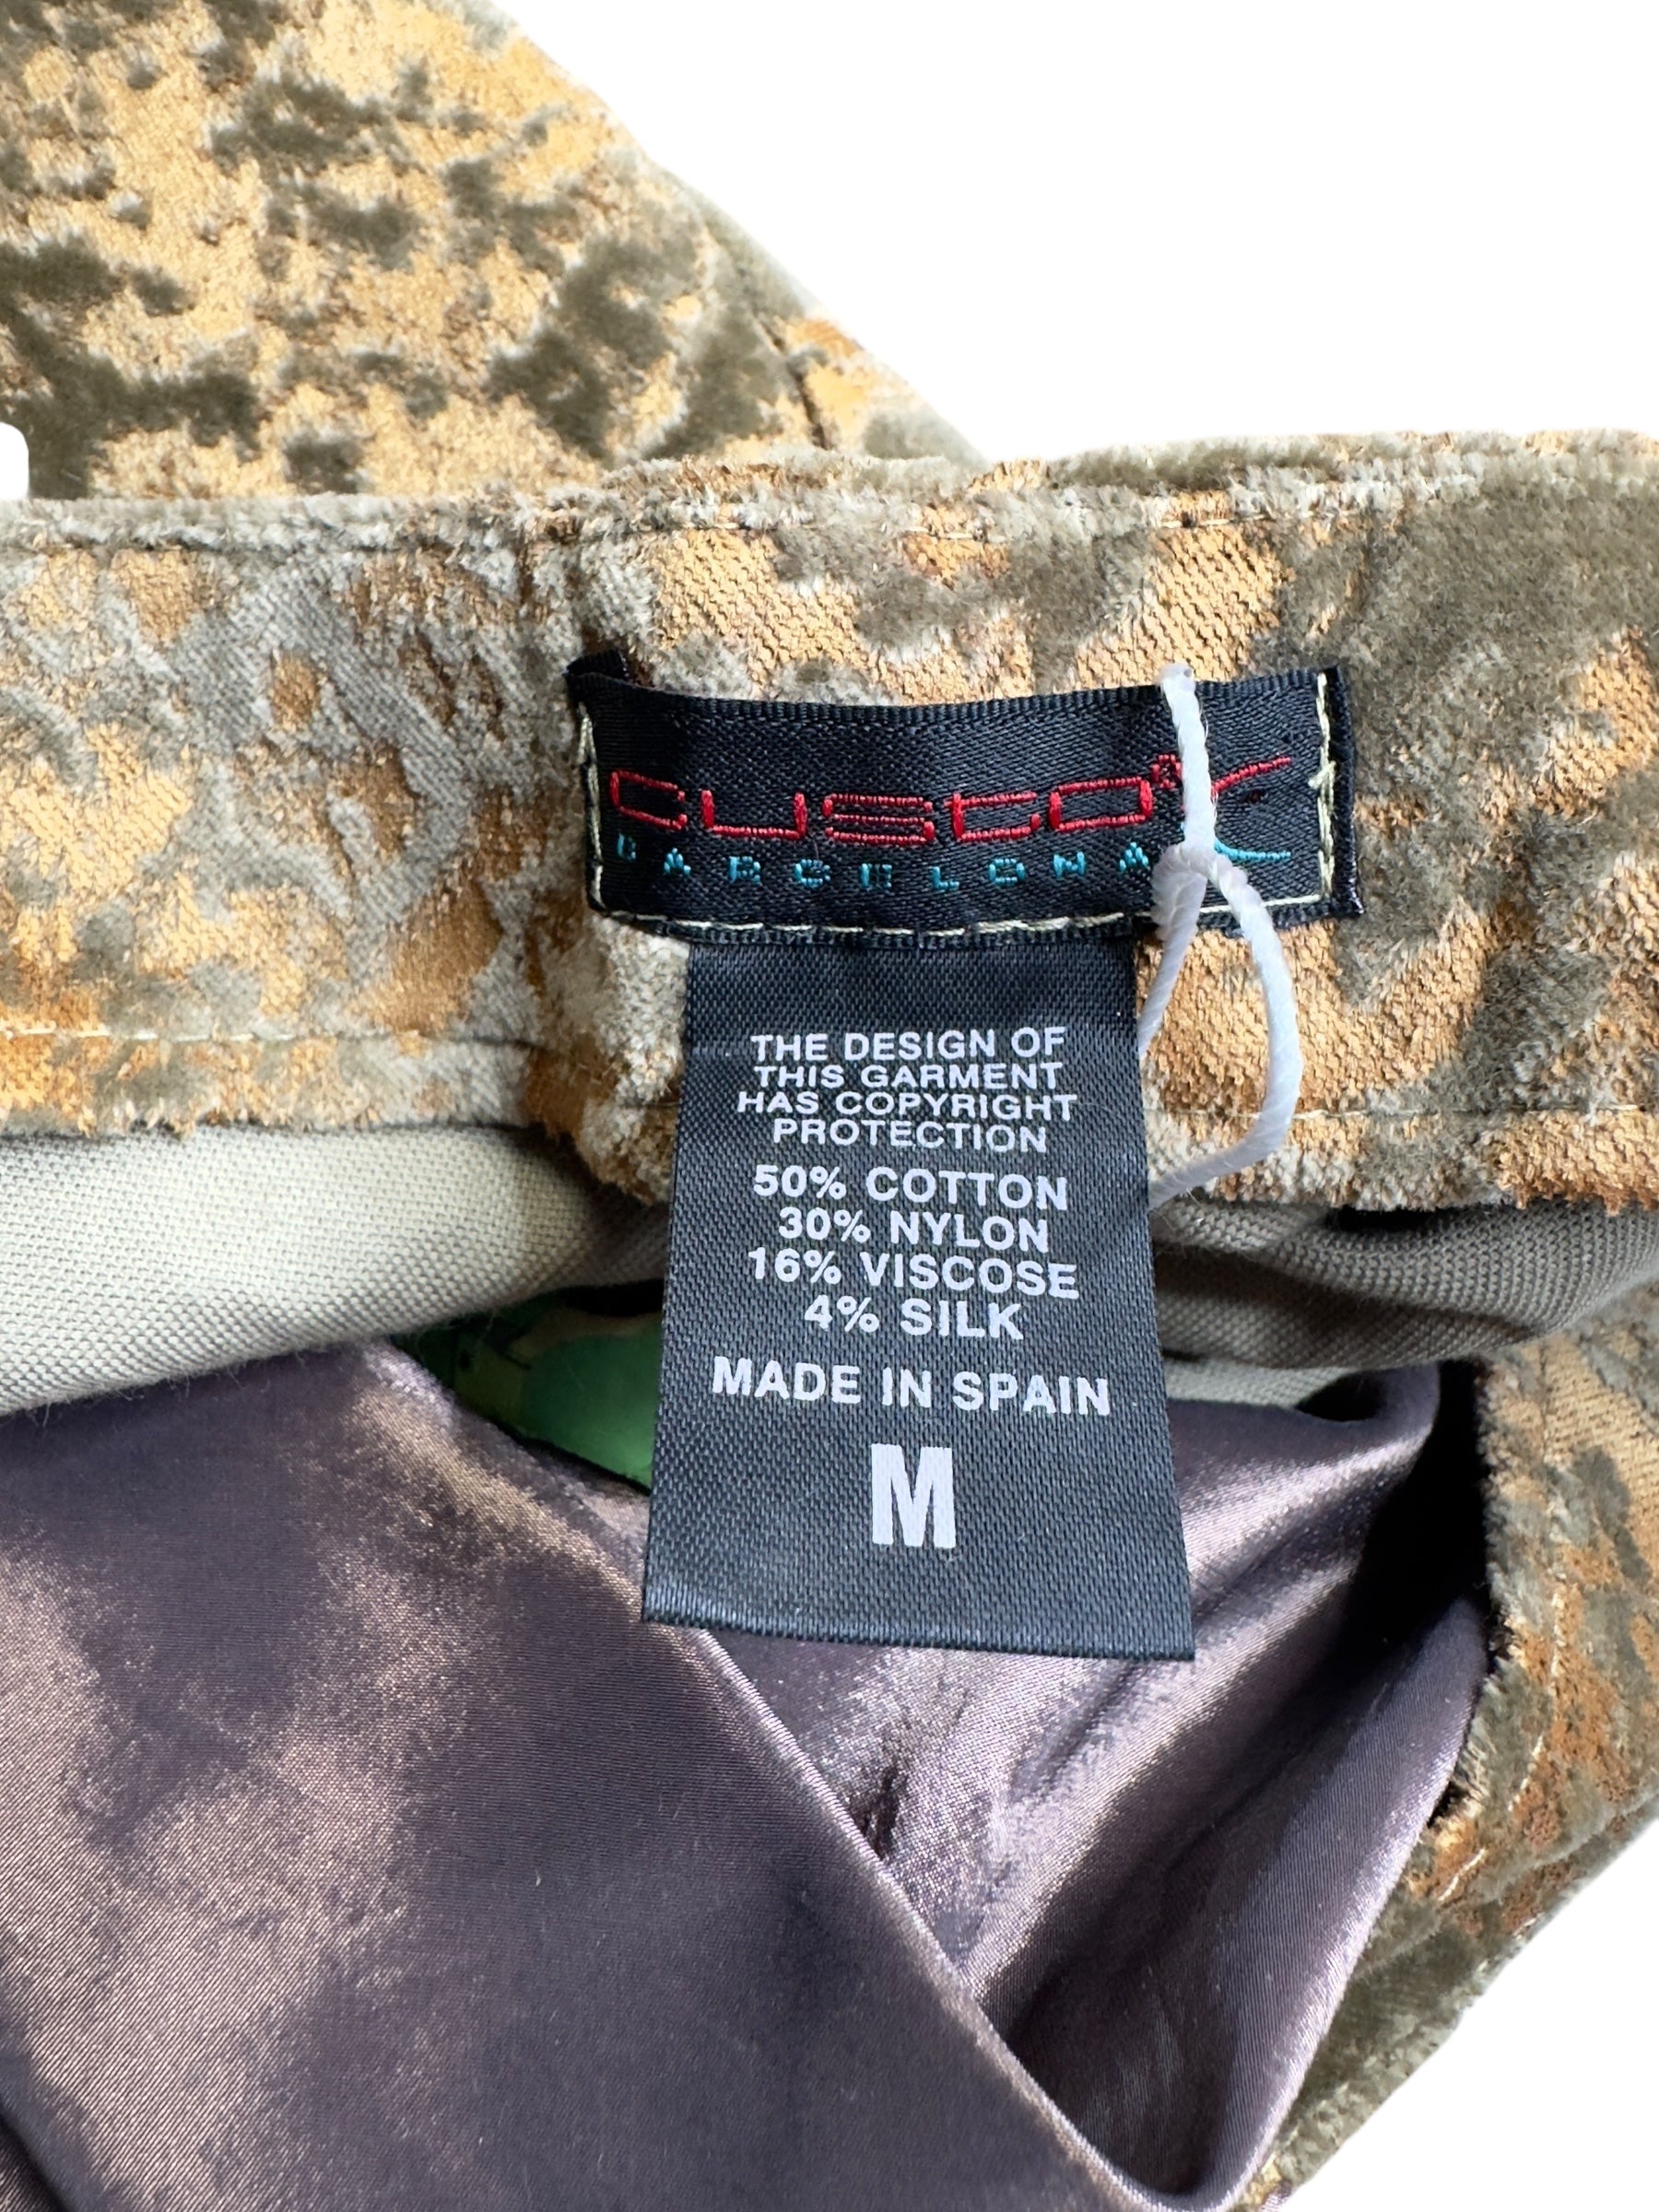 custo
BARCELONA
THE DESIGN OF
THIS GARMENT
HAS COPYRIGHT
PROTECTION
50% COTTON
30% NYLON
16% VISCOSE
4% SILK
MADE IN SPAIN
M